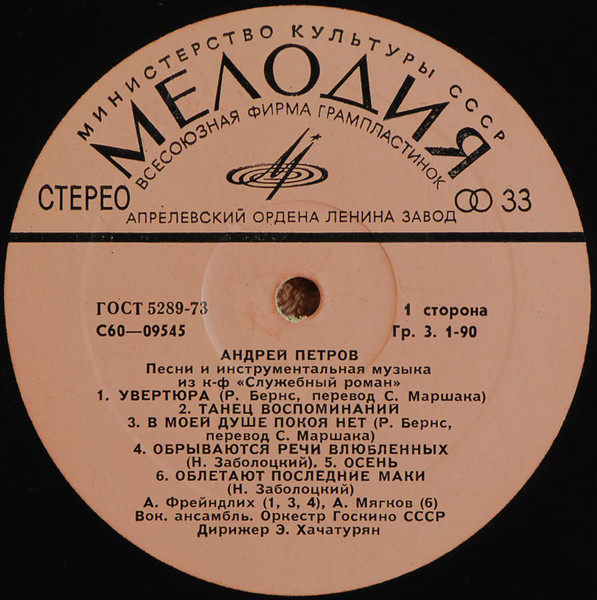 МИНИСТЕРСТВО КУЛЬТУРЫ СССР
МЕЛОДИЯ
ВСЕСОЮЗНАЯ ФИРМА ГРАМПЛАСТИНОК
СТЕРЕО
33
АПРЕЛЕВСКИЙ ОРДЕНА ЛЕНИНА ЗАВОД
ГОСТ 5289-73
1 сторона
С60—09545
Гр. 3. 1-90
АНДРЕЙ ПЕТРОВ
Песни и инструментальная музыка
из к-ф «Служебный роман»
1. УВЕРТЮРА (Р. Бернс, перевод С. Маршака)
2. ТАНЕЦ ВОСПОМИНАНИЙ
3. В МОЕЙ ДУШЕ ПОКОЯ НЕТ (Р. Бернс,
перевод С. Маршака)
4. ОБРЫВАЮТСЯ РЕЧИ ВЛЮБЛЕННЫХ
(Н. Заболоцкий). 5. ОСЕНЬ
6. ОБЛЕТАЮТ ПОСЛЕДНИЕ МАКИ
(Н. Заболоцкий)
А. Фрейндлих (1, 3, 4), А. Мягков (6)
Вок. ансамбль. Оркестр Госкино СССР
Дирижер Э. Хачатурян